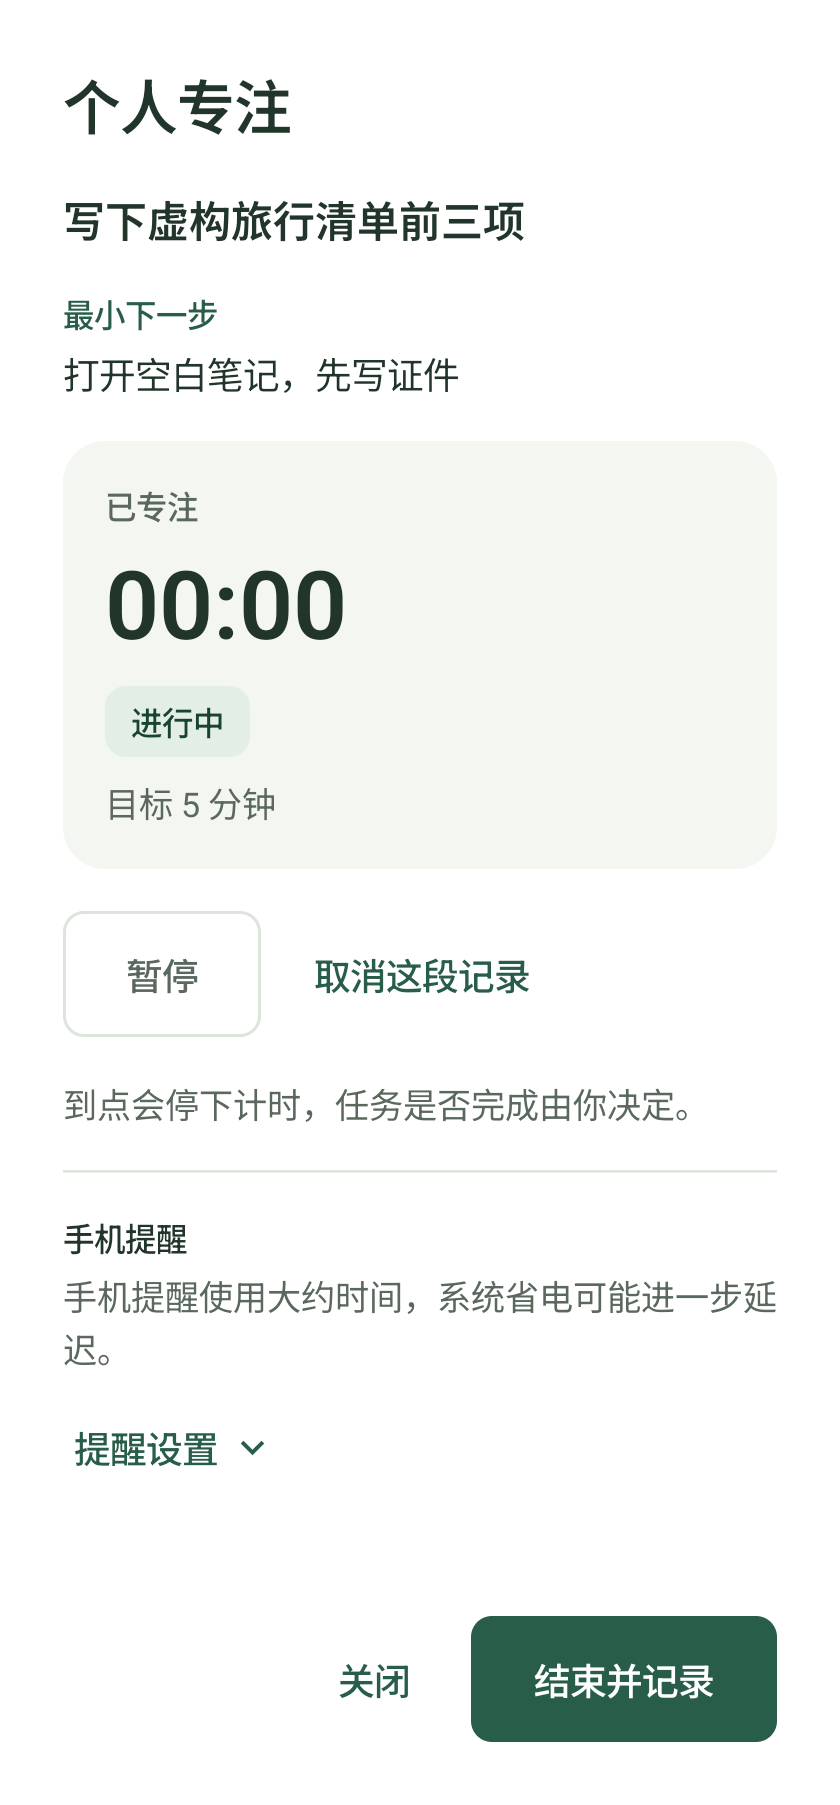 个人专注
写下虚构旅行清单前三项
最小下一步
打开空白笔记，先写证件
已专注
00:00
进行中
目标 5 分钟
暂停
取消这段记录
到点会停下计时，任务是否完成由你决定。
手机提醒
手机提醒使用大约时间，系统省电可能进一步延
迟。
提醒设置
关闭
结束并记录